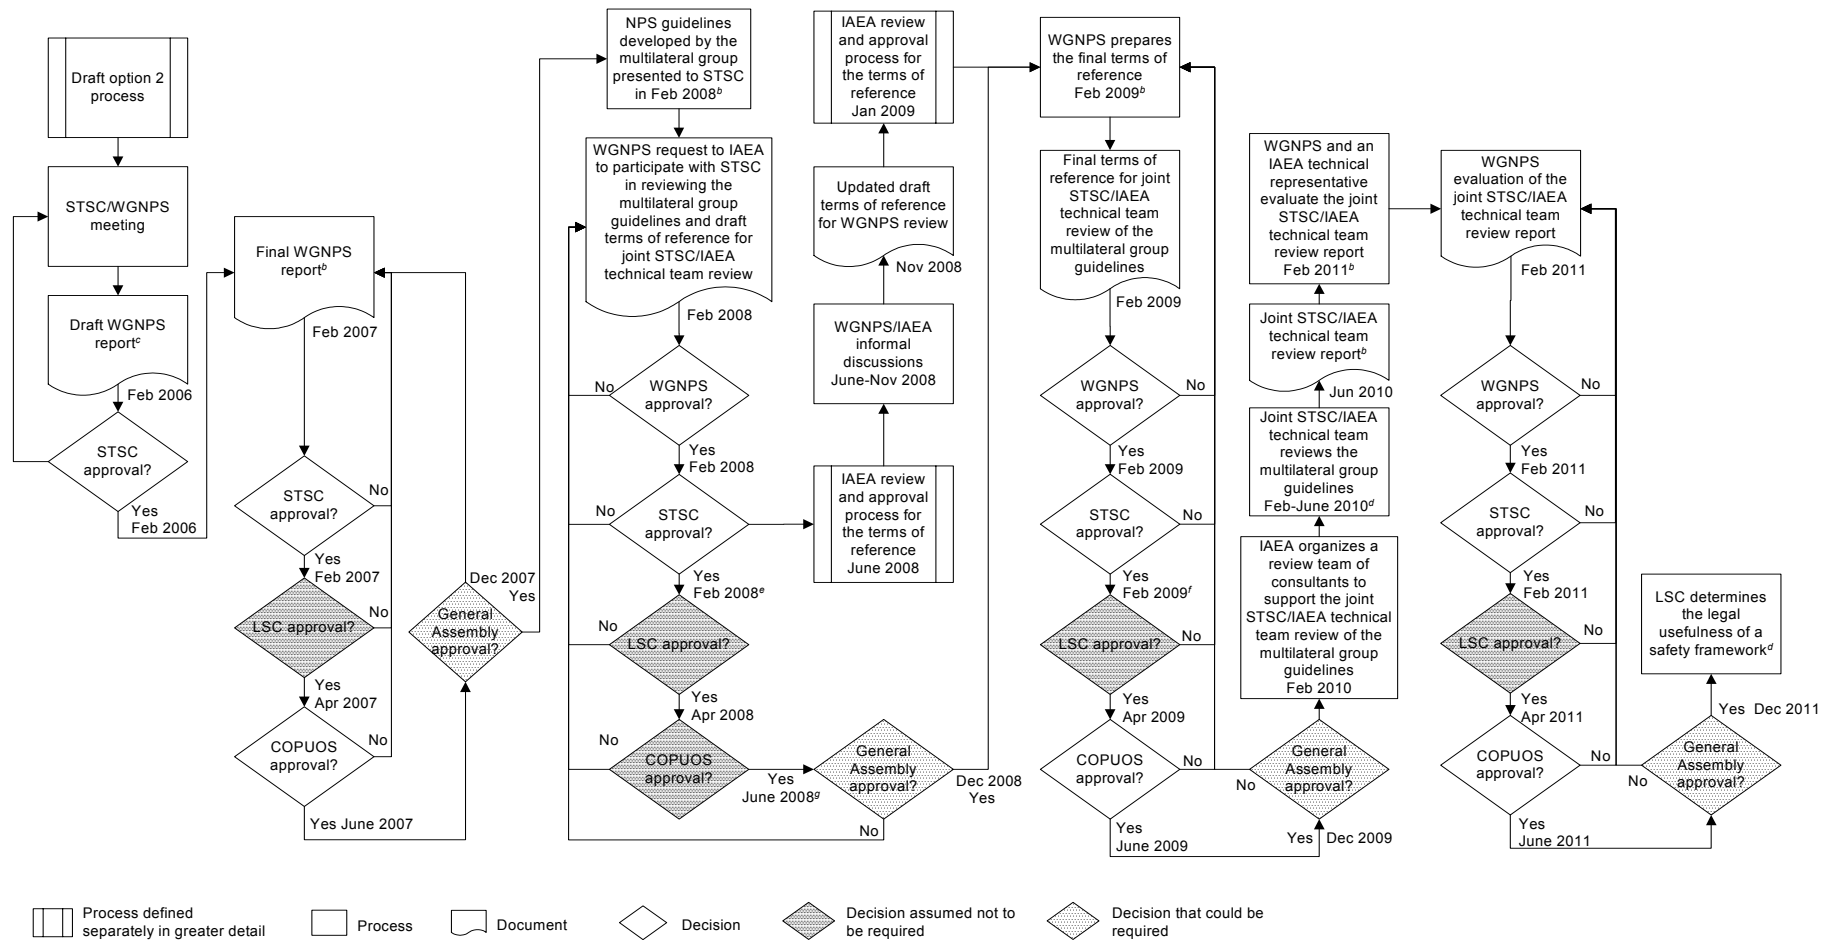 Draft option 2
process
STSC/WGNPS
meeting
Draft WGNPS
reportᶜ
Feb 2006
STSC
approval?
Yes
Feb 2006
Final WGNPS
reportᵇ
Feb 2007
STSC
approval?
No
Yes
Feb 2007
LSC approval?
No
Yes
Apr 2007
COPUOS
approval?
No
Yes June 2007
General
Assembly
approval?
Dec 2007
Yes
NPS guidelines
developed by the
multilateral group
presented to STSC
in Feb 2008ᵇ
WGNPS request to IAEA
to participate with STSC
in reviewing the
multilateral group
guidelines and draft
terms of reference for
joint STSC/IAEA
technical team review
Feb 2008
WGNPS
approval?
No
Yes
Feb 2008
STSC
approval?
No
Yes
Feb 2008ᵉ
LSC approval?
No
Yes
Apr 2008
COPUOS
approval?
No
Yes
June 2008ᵍ
General
Assembly
approval?
No
Dec 2008
Yes
IAEA review
and approval
process for
the terms of
reference
June 2008
WGNPS/IAEA
informal
discussions
June-Nov 2008
Updated draft
terms of reference
for WGNPS review
Nov 2008
IAEA review
and approval
process for
the terms of
reference
Jan 2009
WGNPS prepares
the final terms of
reference
Feb 2009ᵇ
Final terms of
reference for joint
STSC/IAEA
technical team
review of the
multilateral group
guidelines
Feb 2009
WGNPS
approval?
No
Yes
Feb 2009
STSC
approval?
No
Yes
Feb 2009ᶠ
LSC approval?
No
Yes
Apr 2009
COPUOS
approval?
No
Yes
June 2009
General
Assembly
approval?
No
Yes Dec 2009
IAEA organizes a
review team of
consultants to
support the joint
STSC/IAEA technical
team review of the
multilateral group
guidelines
Feb 2010
Joint STSC/IAEA
technical team
reviews the
multilateral group
guidelines
Feb-June 2010ᵈ
Joint STSC/IAEA
technical team
review reportᵇ
Jun 2010
WGNPS and an
IAEA technical
representative
evaluate the joint
STSC/IAEA
technical team
review report
Feb 2011ᵇ
WGNPS
evaluation of the
joint STSC/IAEA
technical team
review report
Feb 2011
WGNPS
approval?
No
Yes
Feb 2011
STSC
approval?
No
Yes
Feb 2011
LSC approval?
No
Yes
Apr 2011
COPUOS
approval?
No
Yes
June 2011
General
Assembly
approval?
No
Yes Dec 2011
LSC determines
the legal
usefulness of a
safety frameworkᵈ
Process defined
separately in greater detail
Process
Document
Decision
Decision assumed not to
be required
Decision that could be
required